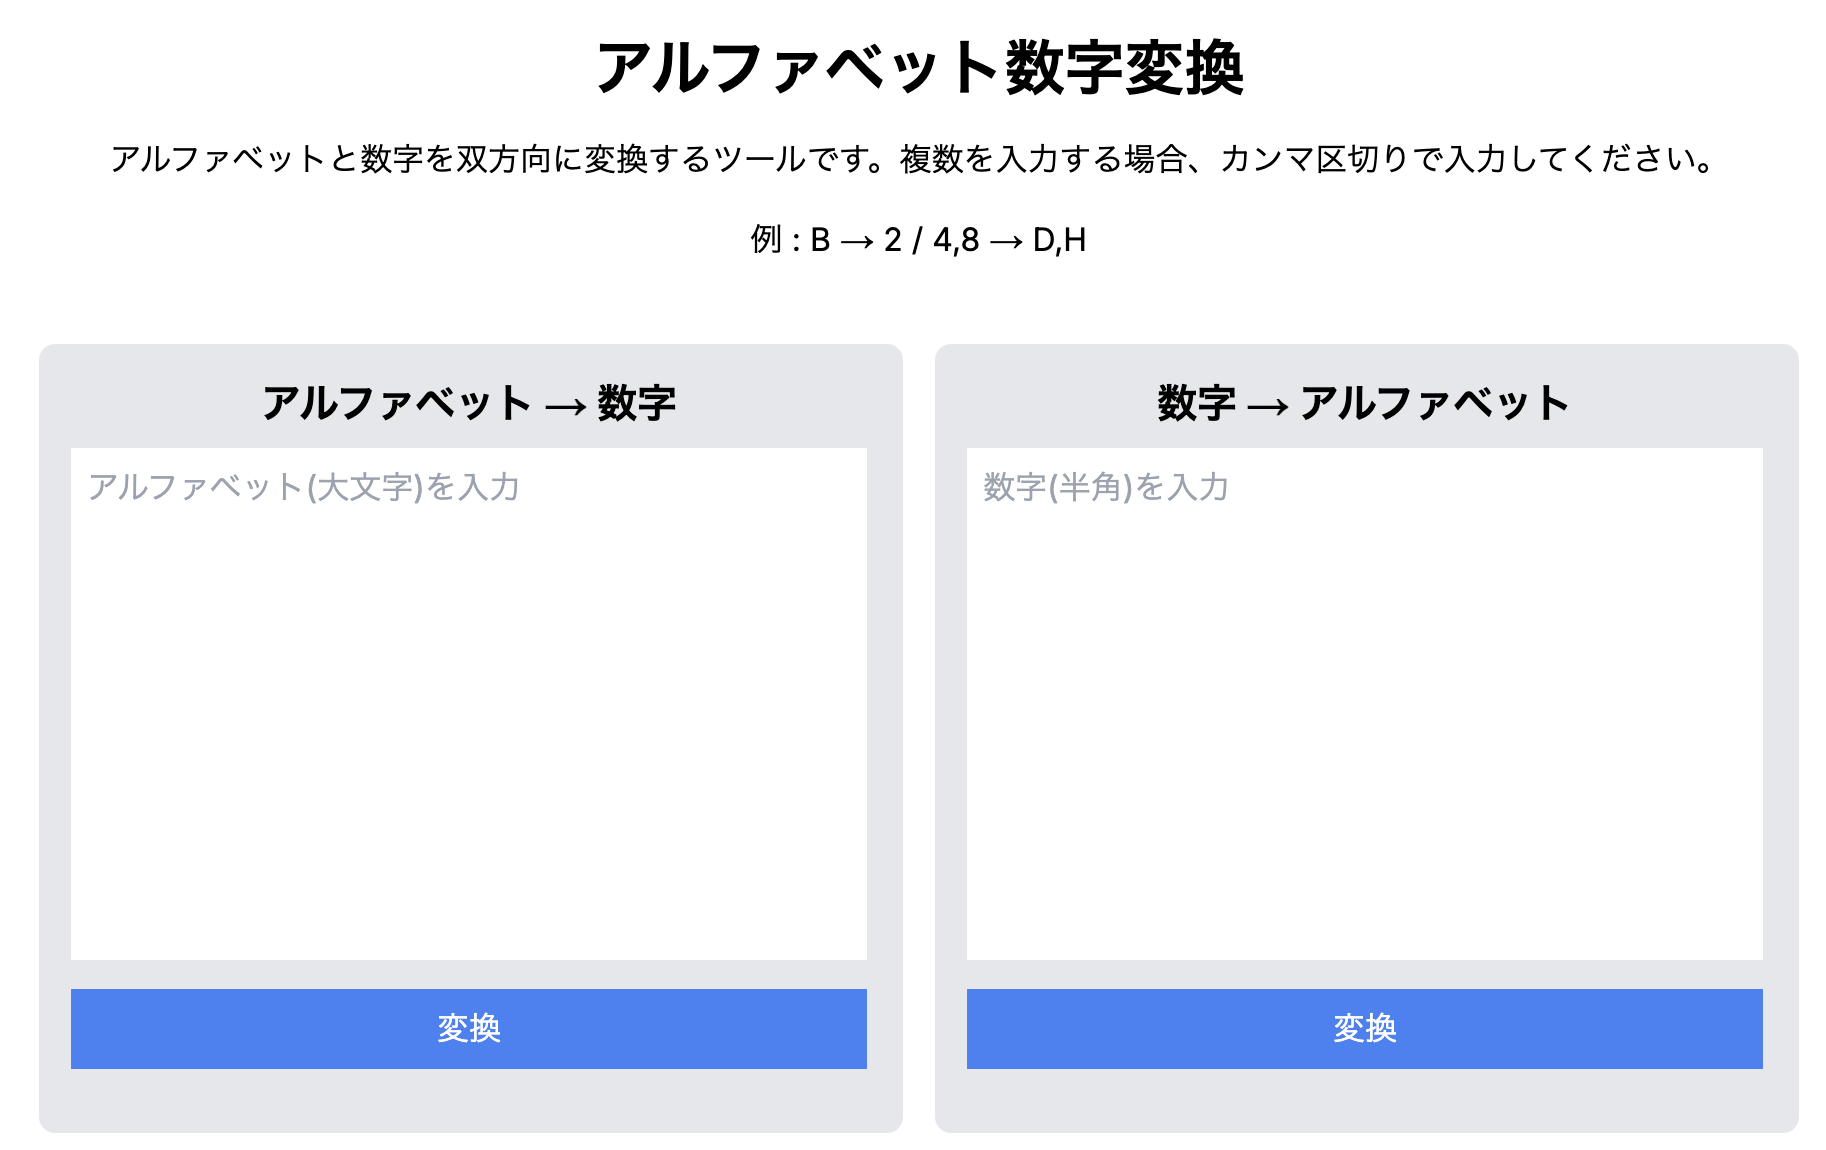 アルファベット数字変換
アルファベットと数字を双方向に変換するツールです。複数を入力する場合、カンマ区切りで入力してください。
例 : B → 2 / 4,8 → D,H
アルファベット → 数字
アルファベット(大文字)を入力
変換
数字 → アルファベット
数字(半角)を入力
変換